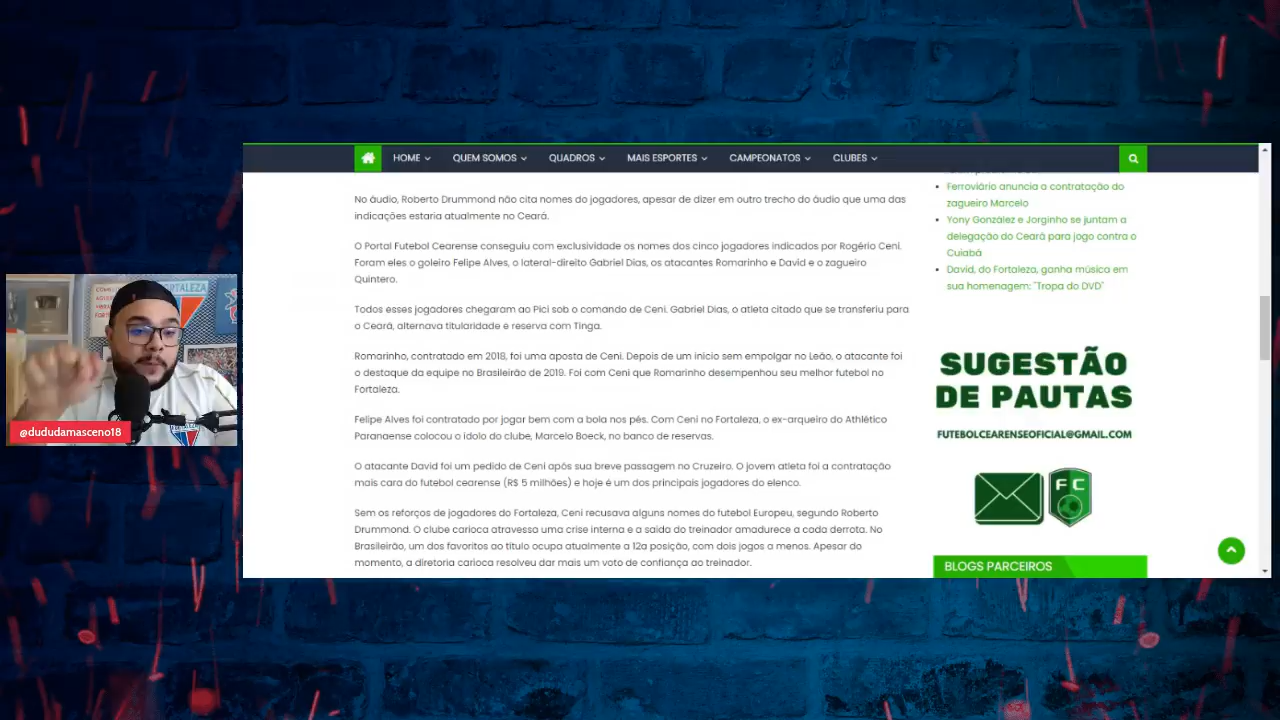 HOME
QUEM SOMOS
QUADROS
MAIS ESPORTES
CAMPEONATOS
CLUBES
No áudio, Roberto Drummond não cita nomes do jogadores, apesar de dizer em outro trecho do áudio que uma das
indicações estaria atualmente no Ceará.
O Portal Futebol Cearense conseguiu com exclusividade os nomes dos cinco jogadores indicados por Rogério Ceni.
Foram eles o goleiro Felipe Alves, o lateral-direito Gabriel Dias, os atacantes Romarinho e David e o zagueiro
Quintero.
Todos esses jogadores chegaram ao Pici sob o comando de Ceni. Gabriel Dias, o atleta citado que se transferiu para
o Ceará, alternava titularidade e reserva com Tinga.
Romarinho, contratado em 2018, foi uma aposta de Ceni. Depois de um inicio sem empolgar no Leão, o atacante foi
o destaque da equipe no Brasileirão de 2019. Foi com Ceni que Romarinho desempenhou seu melhor futebol no
Fortaleza.
Felipe Alves foi contratado por jogar bem com a bola nos pés. Com Ceni no Fortaleza, o ex-arqueiro do Athlético
Paranaense colocou o ídolo do clube, Marcelo Boeck, no banco de reservas.
O atacante David foi um pedido de Ceni após sua breve passagem no Cruzeiro. O jovem atleta foi a contratação
mais cara do futebol cearense (R$ 5 milhões) e hoje é um dos principais jogadores do elenco.
Sem os reforços de jogadores do Fortaleza, Ceni recusava alguns nomes do futebol Europeu, segundo Roberto
Drummond. O clube carioca atravessa uma crise interna e a saída do treinador amadurece a cada derrota. No
Brasileirão, um dos favoritos ao título ocupa atualmente a 12a posição, com dois jogos a menos. Apesar do
momento, a diretoria carioca resolveu dar mais um voto de confiança ao treinador.
Ferroviário anuncia a contratação do
zagueiro Marcelo
Yony González e Jorginho se juntam a
delegação do Ceará para jogo contra o
Cuiabá
David, do Fortaleza, ganha música em
sua homenagem: "Tropa do DVD"
SUGESTÃO
DE PAUTAS
FUTEBOLCEARENSEOFICIAL@GMAIL.COM
FC
BLOGS PARCEIROS
@dududamasceno18